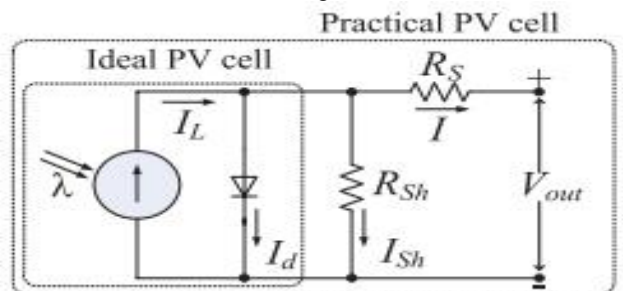 Practical PV cell
Ideal PV cell
R_S
+
I_L
I
λ
R_Sh
V_out
I_d
I_Sh
-